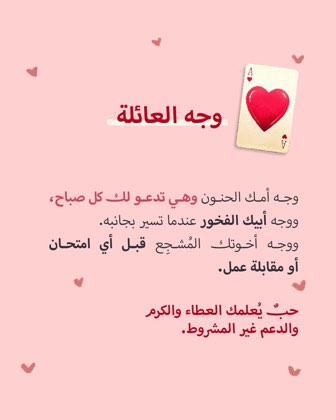 A
وجه العائلة
A
وجه أمك الحنون وهي تدعو لك كل صباح،
ووجه أبيك الفخور عندما تسير بجانبه.
ووجه أخوتك المُشجِع قبل أي امتحان
أو مقابلة عمل.
حبٌ يُعلمك العطاء والكرم
والدعم غير المشروط.